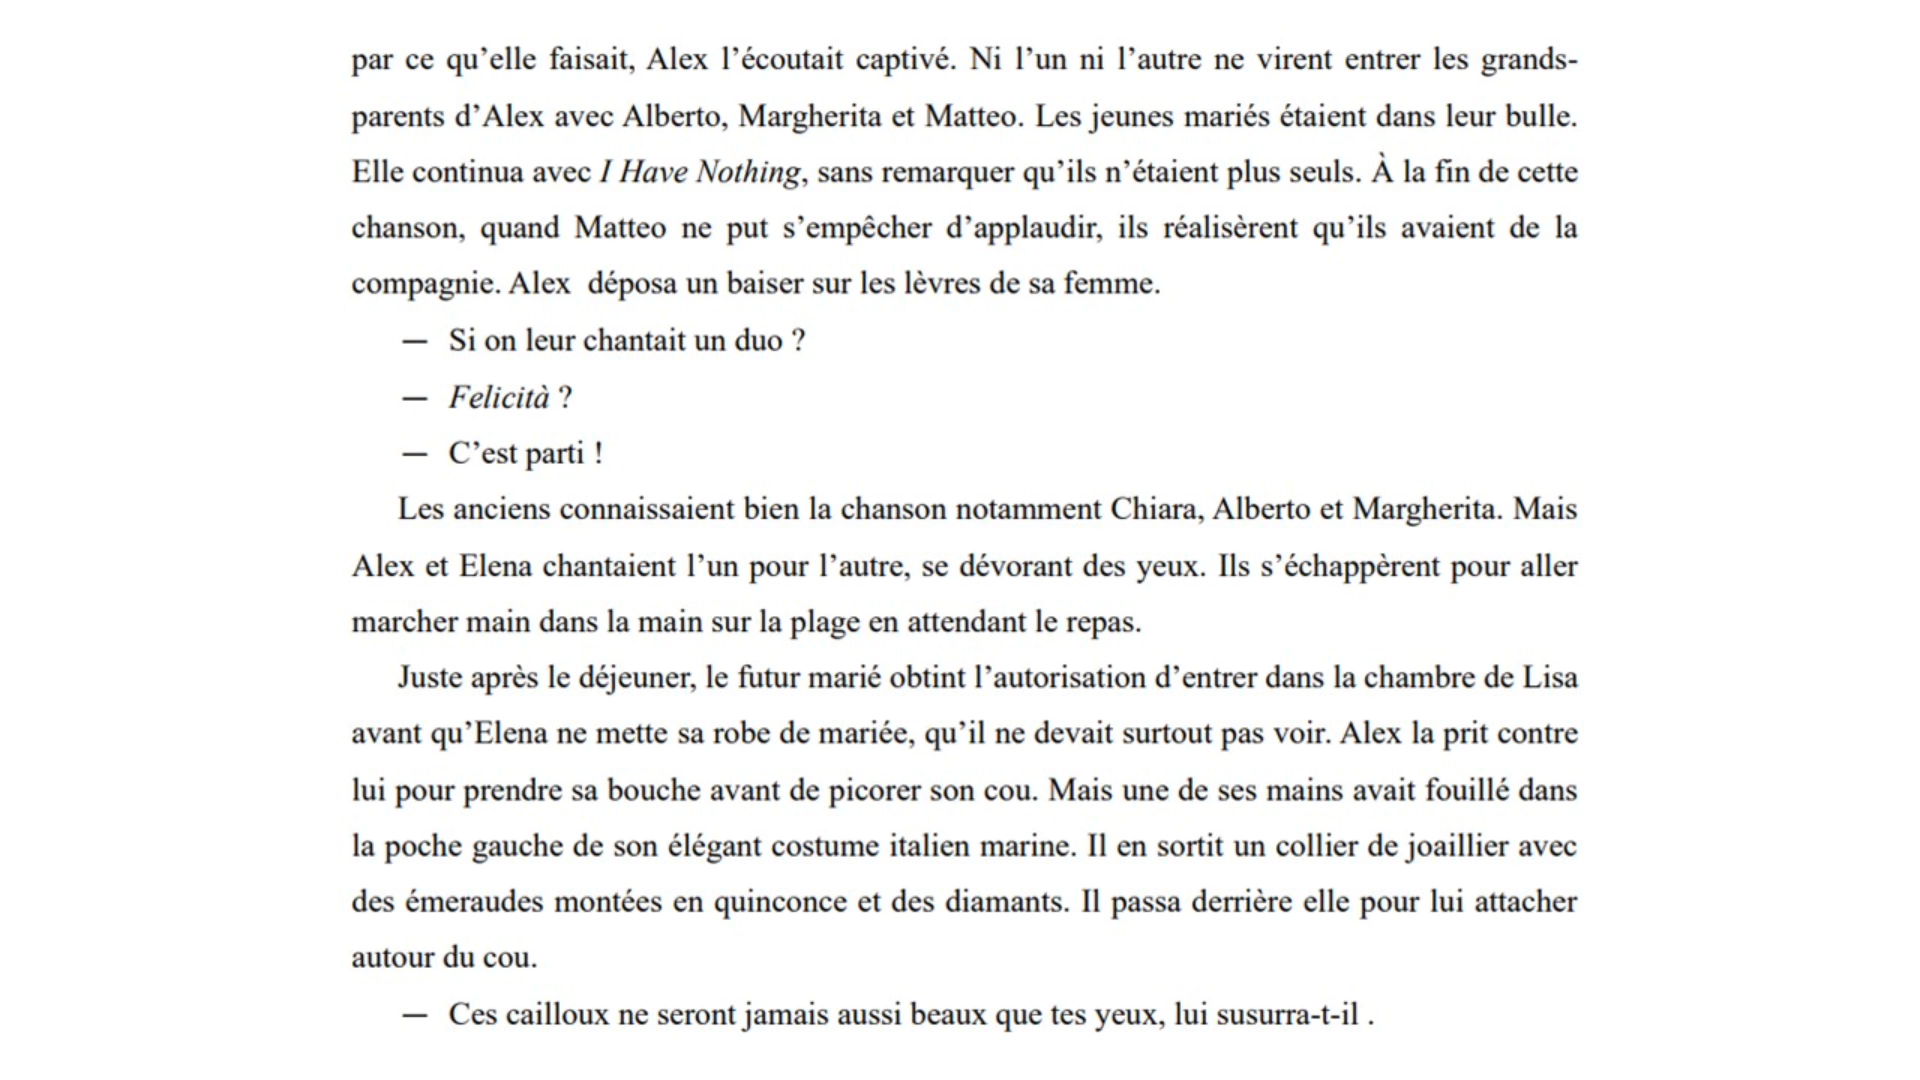 par ce qu’elle faisait, Alex l’écoutait captivé. Ni l’un ni l’autre ne virent entrer les grands-
parents d’Alex avec Alberto, Margherita et Matteo. Les jeunes mariés étaient dans leur bulle.
Elle continua avec I Have Nothing, sans remarquer qu’ils n’étaient plus seuls. À la fin de cette
chanson, quand Matteo ne put s’empêcher d’applaudir, ils réalisèrent qu’ils avaient de la
compagnie. Alex  déposa un baiser sur les lèvres de sa femme.
— Si on leur chantait un duo ?
— Felicità ?
— C’est parti !
Les anciens connaissaient bien la chanson notamment Chiara, Alberto et Margherita. Mais
Alex et Elena chantaient l’un pour l’autre, se dévorant des yeux. Ils s’échappèrent pour aller
marcher main dans la main sur la plage en attendant le repas.
Juste après le déjeuner, le futur marié obtint l’autorisation d’entrer dans la chambre de Lisa
avant qu’Elena ne mette sa robe de mariée, qu’il ne devait surtout pas voir. Alex la prit contre
lui pour prendre sa bouche avant de picorer son cou. Mais une de ses mains avait fouillé dans
la poche gauche de son élégant costume italien marine. Il en sortit un collier de joaillier avec
des émeraudes montées en quinconce et des diamants. Il passa derrière elle pour lui attacher
autour du cou.
— Ces cailloux ne seront jamais aussi beaux que tes yeux, lui susurra-t-il .